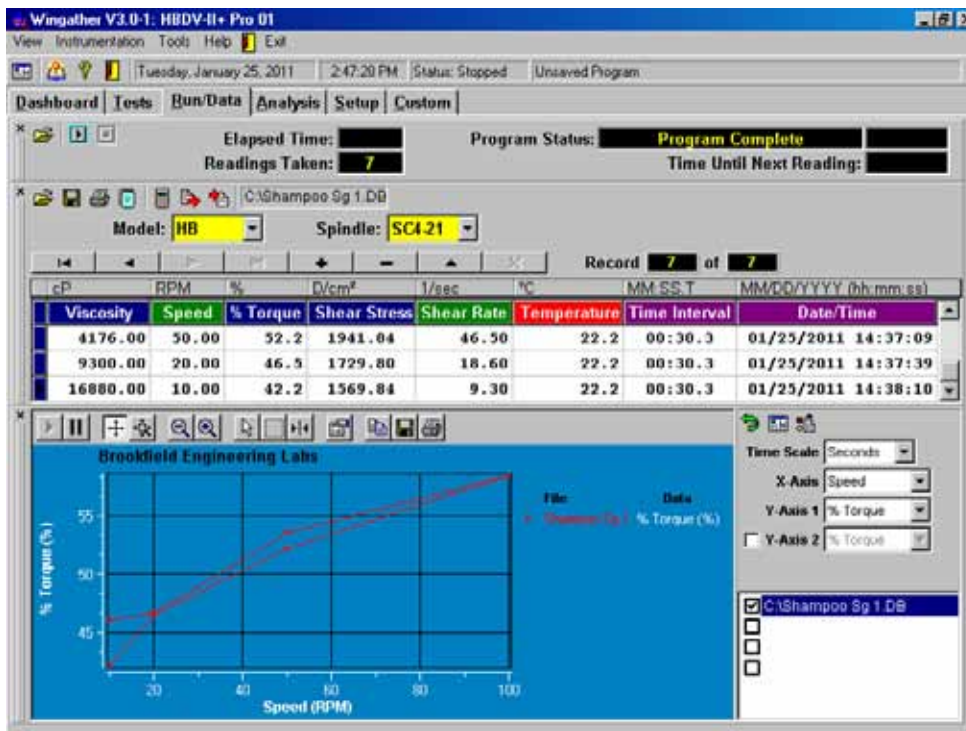 Wingather V3.0-1: HBDV-II+ Pro 01
View Instrumentation Tools Help Exit
Tuesday, January 25, 2011 2:47:20 PM Status: Stopped Unsaved Program
Dashboard Tests Run/Data Analysis Setup Custom
Elapsed Time: Program Status: Program Complete
Readings Taken: 7 Time Until Next Reading:
C:\Shampoo Sg 1.DB
Model: HB Spindle: SC4-21
Record 7 of 7
cP RPM % D/cm² 1/sec °C MM:SS.T MM/DD/YYYY (hh:mm:ss)
Viscosity Speed % Torque Shear Stress Shear Rate Temperature Time Interval Date/Time
4176.00 50.00 52.2 1941.04 46.50 22.2 00:30.3 01/25/2011 14:37:09
9300.00 20.00 46.5 1729.80 18.60 22.2 00:30.3 01/25/2011 14:37:39
16880.00 10.00 42.2 1569.84 9.30 22.2 00:30.3 01/25/2011 14:38:10
Brookfield Engineering Labs
File Data
Shampoo Sg 1 % Torque (%)
% Torque (%)
55
50
45
20 40 60 80 100
Speed (RPM)
Time Scale Seconds
X-Axis Speed
Y-Axis 1 % Torque
Y-Axis 2 % Torque
C:\Shampoo Sg 1.DB